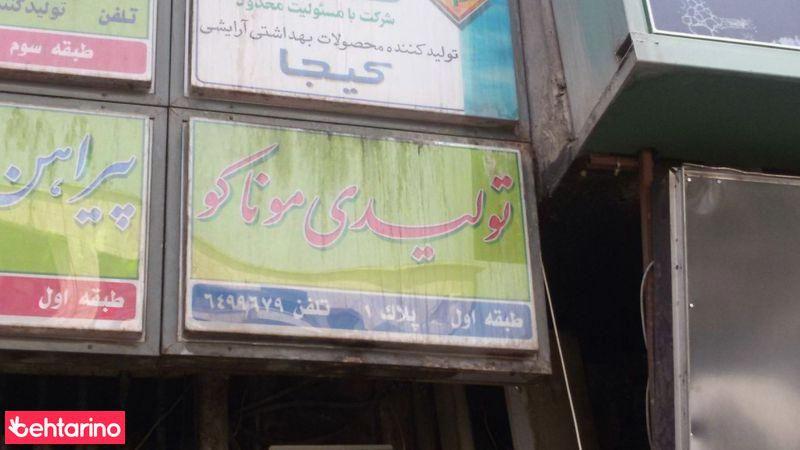 شرکت با مسئولیت محدود
تولیدکننده محصولات بهداشتی آرایشی
کیجا
تلفن تولیدکننده
طبقه سوم
تولیدی موناکو
طبقه اول - پلاک ۱ تلفن ۶۴۹۹۶۷۹
پیراهن
طبقه اول
behtarino